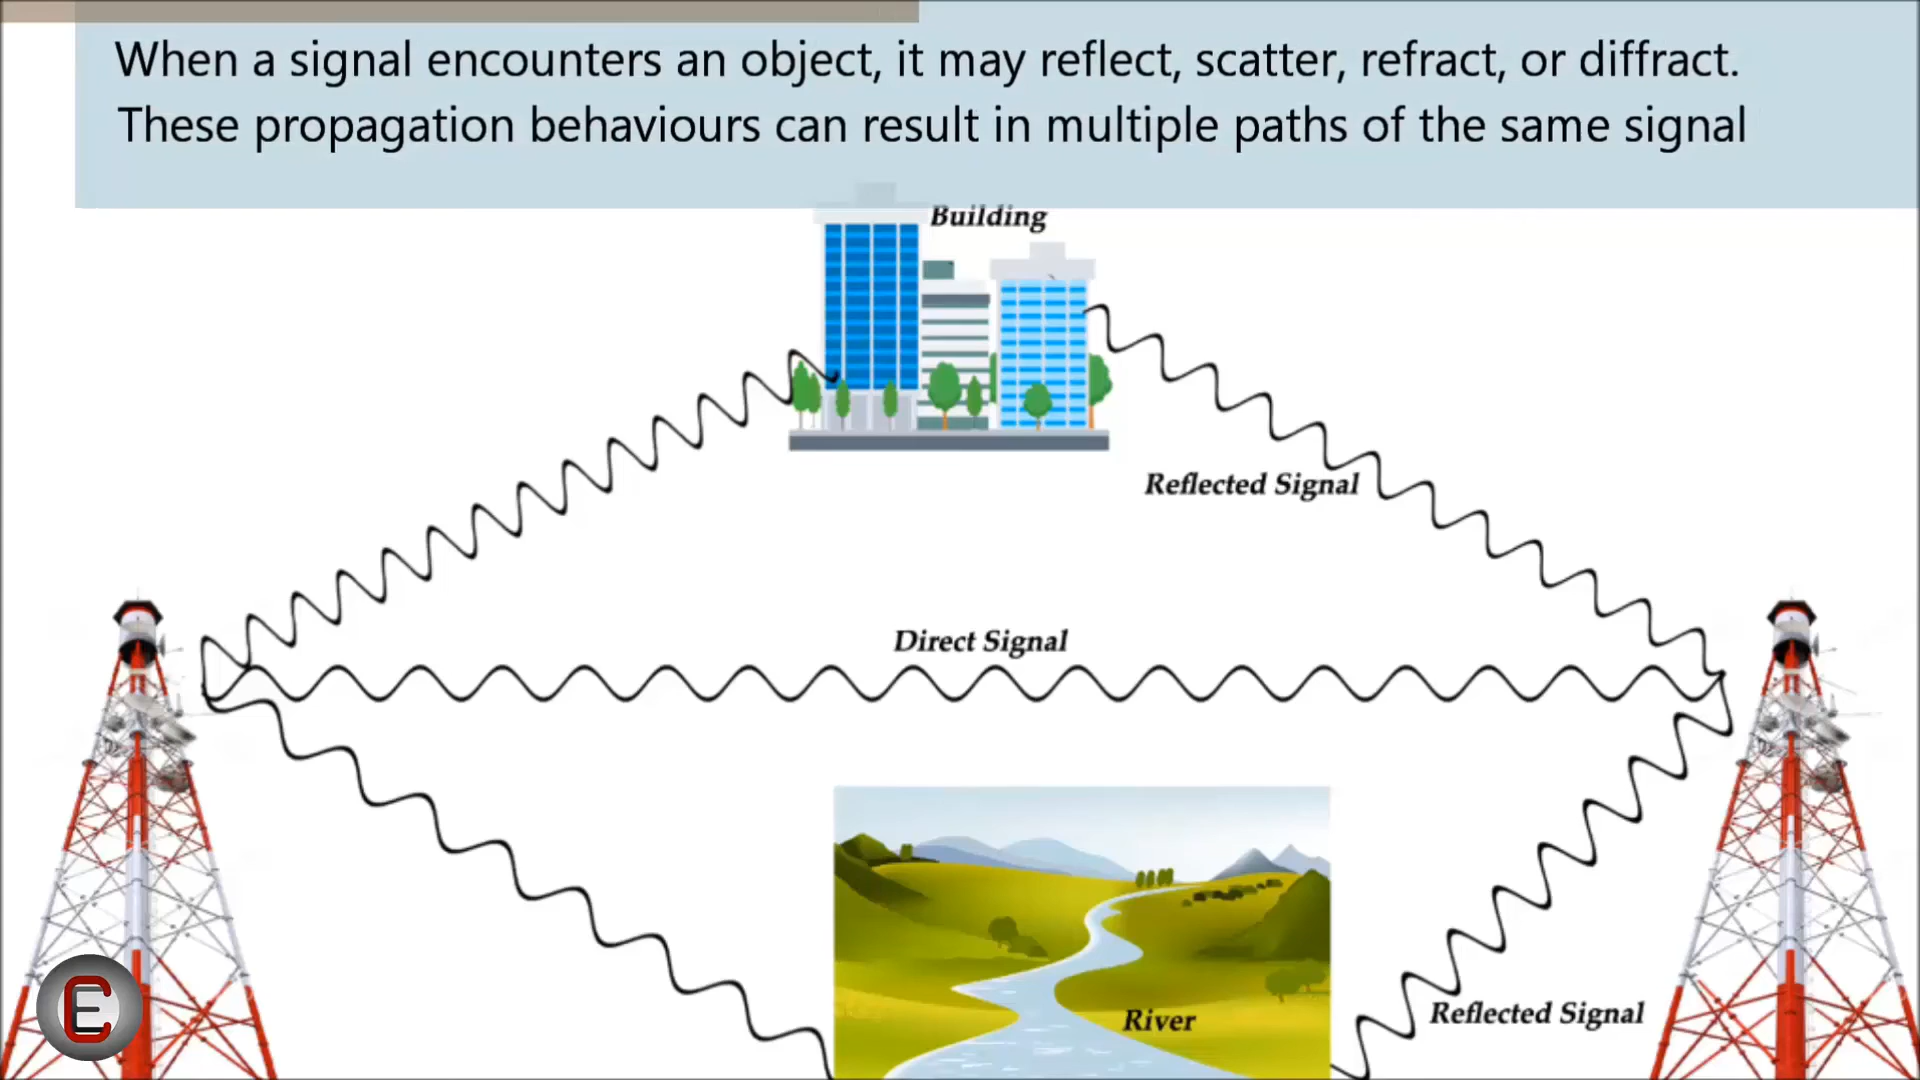 When a signal encounters an object, it may reflect, scatter, refract, or diffract.
These propagation behaviours can result in multiple paths of the same signal
Building
Reflected Signal
Direct Signal
River
Reflected Signal
EC